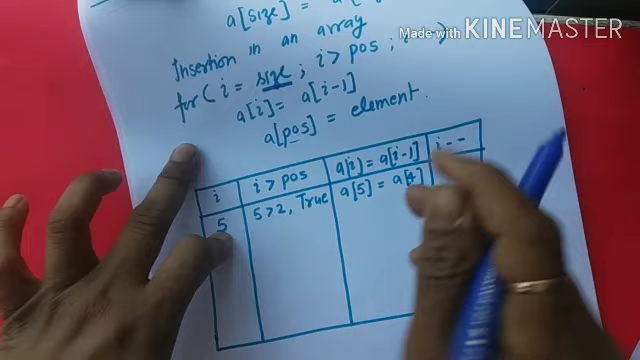 Made with KINEMASTER
a[size] =
Insertion in an array
for( i = size ; i > pos ;
a[i] = a[i-1]
a[pos] = element.
i | i > pos | a[i] = a[i-1] | i--
5 | 5 > 2, True | a[5] = a[4]